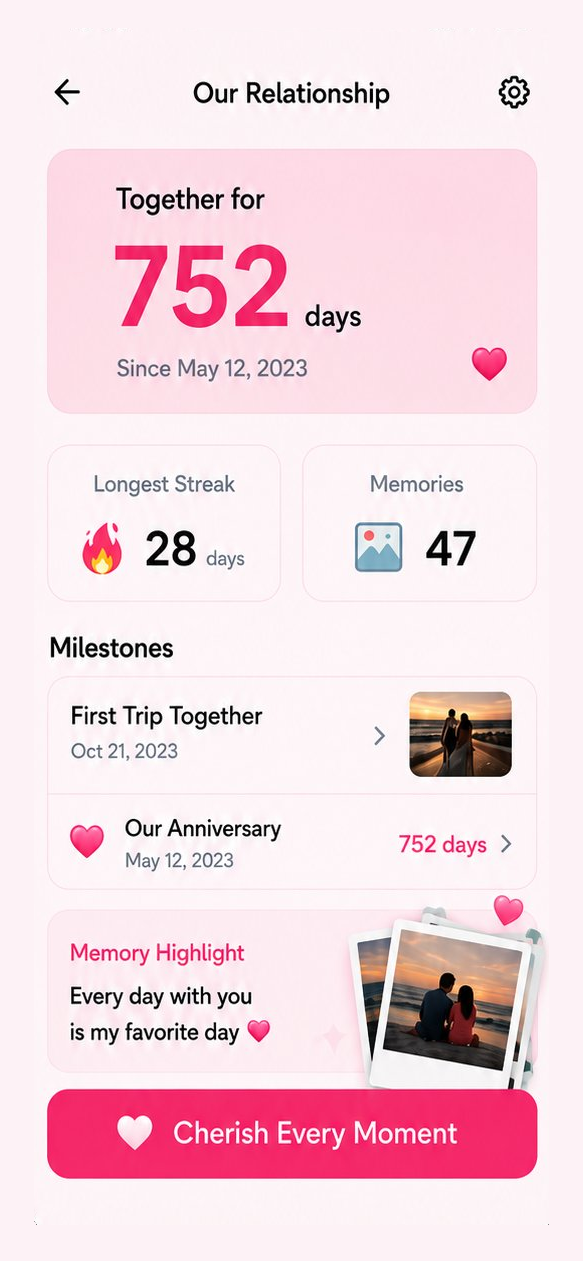 Our Relationship
Together for
752 days
Since May 12, 2023
Longest Streak
28 days
Memories
47
Milestones
First Trip Together
Oct 21, 2023
Our Anniversary
May 12, 2023
752 days
Memory Highlight
Every day with you
is my favorite day
Cherish Every Moment